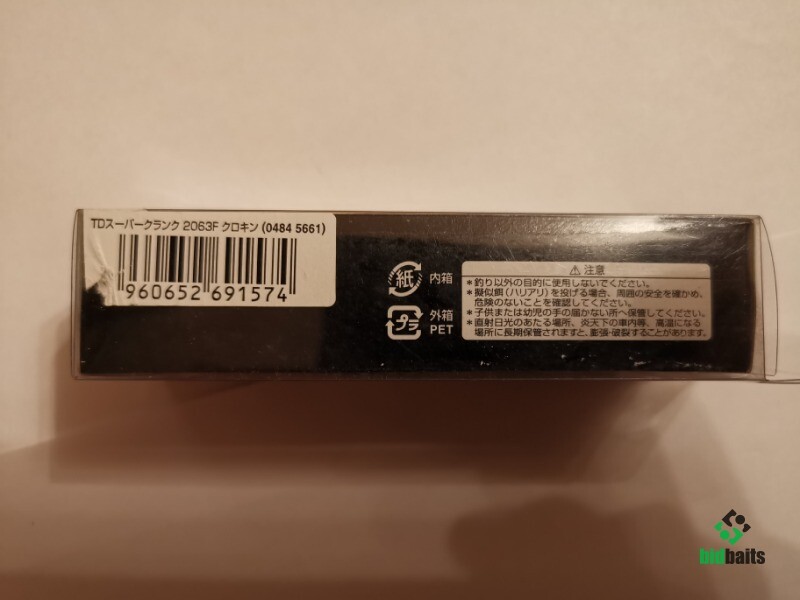 TDスーパークランク 2063F クロキン (0484 5661)
960652 691574
紙
内箱
プラ
外箱
PET
⚠注意
*釣り以外の目的に使用しないでください。
*擬似餌(ハリアリ)を投げる場合、周囲の安全を確かめ、
危険のないことを確認してください。
*子供または幼児の手の届かない所へ保管してください。
*直射日光のあたる場所、炎天下の車内等、高温になる
場所に長期保管されますと、膨張・破裂することがあります。
bidbaits